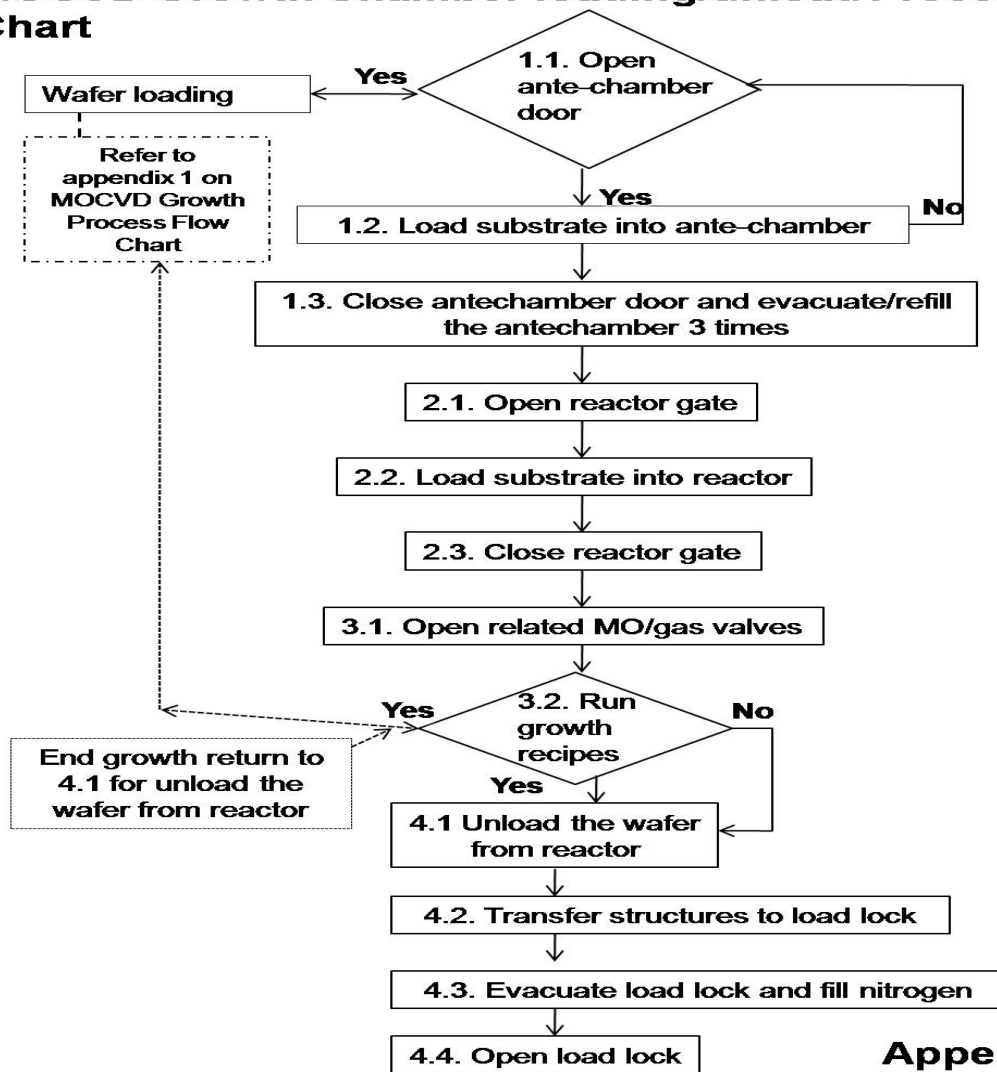 Chart
1.1. Open
ante-chamber
door
Yes
Wafer loading
Refer to
appendix 1 on
MOCVD Growth
Process Flow
Chart
Yes
No
1.2. Load substrate into ante-chamber
1.3. Close antechamber door and evacuate/refill
the antechamber 3 times
2.1. Open reactor gate
2.2. Load substrate into reactor
2.3. Close reactor gate
3.1. Open related MO/gas valves
3.2. Run
growth
recipes
Yes
No
End growth return to
4.1 for unload the
wafer from reactor
Yes
4.1 Unload the wafer
from reactor
4.2. Transfer structures to load lock
4.3. Evacuate load lock and fill nitrogen
4.4. Open load lock
Appe